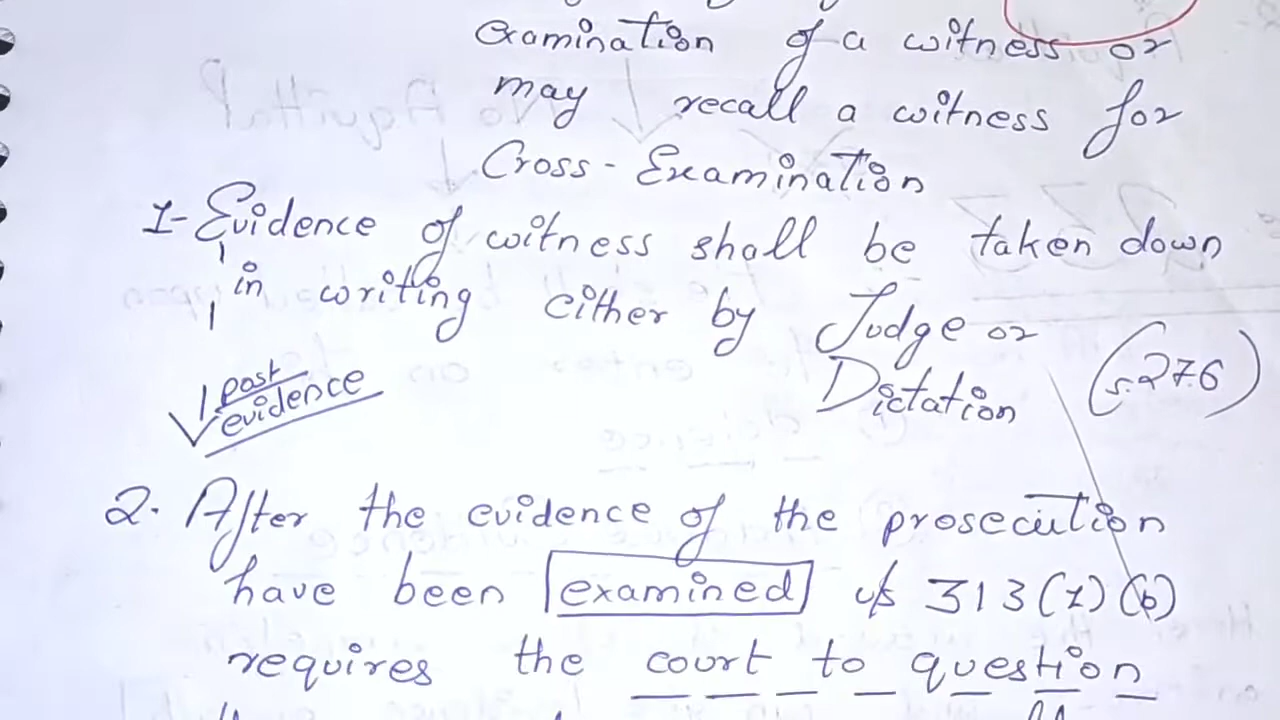 examination of a witness or
may recall a witness for
Cross-Examination
1- Evidence of witness shall be taken down
in writing either by Judge or
Dictation (s.276)
post
evidence
2. After the evidence of the prosecution
have been examined u/s 313(1)(b)
requires the court to question